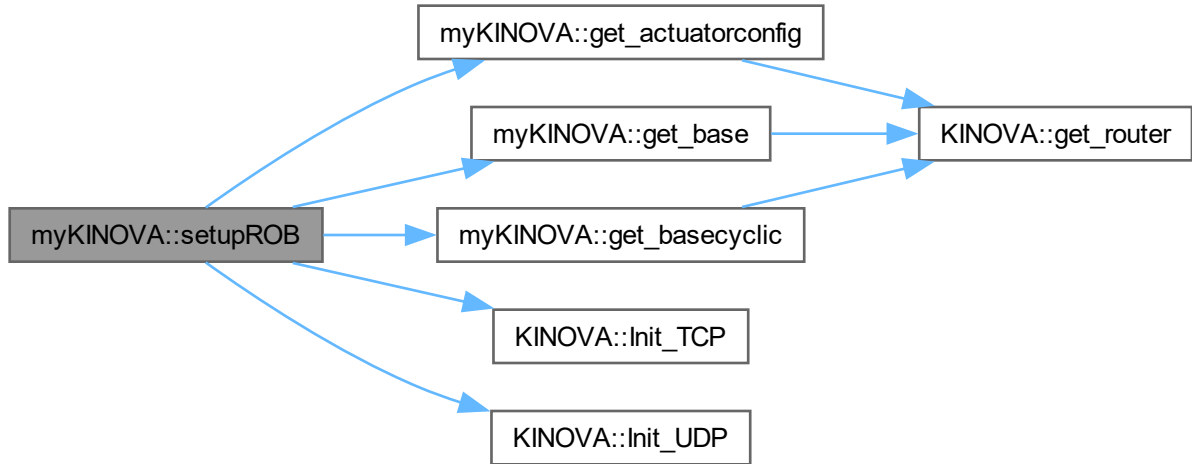 myKINOVA::get_actuatorconfig
myKINOVA::get_base
KINOVA::get_router
myKINOVA::setupROB
myKINOVA::get_basecyclic
KINOVA::Init_TCP
KINOVA::Init_UDP